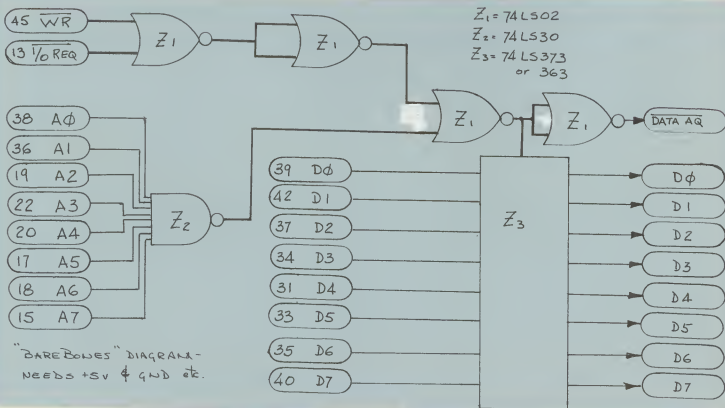 45 WR
13 I/O REQ
Z1
Z1
Z1 = 74LS02
Z2 = 74LS30
Z3 = 74LS373
or 363
Z1
Z1
DATA AQ
38 AØ
36 A1
19 A2
22 A3
20 A4
17 A5
18 A6
15 A7
Z2
39 DØ
42 D1
37 D2
34 D3
31 D4
33 D5
35 D6
40 D7
Z3
DØ
D1
D2
D3
D4
D5
D6
D7
"BAREBONES" DIAGRAM-
NEEDS +5V & GND etc.